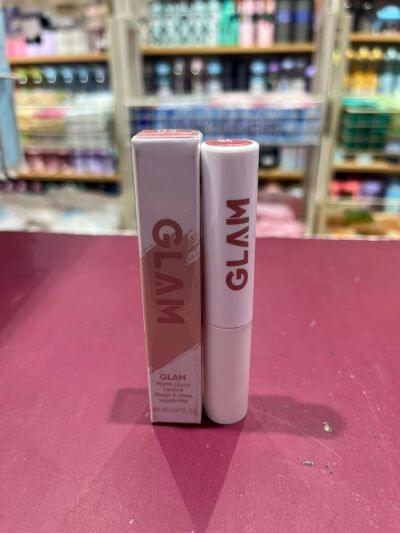 GLAM
GLAM
GLAM
Matte Liquid
Lipstick
Rouge À Lèvres
Liquide Mat